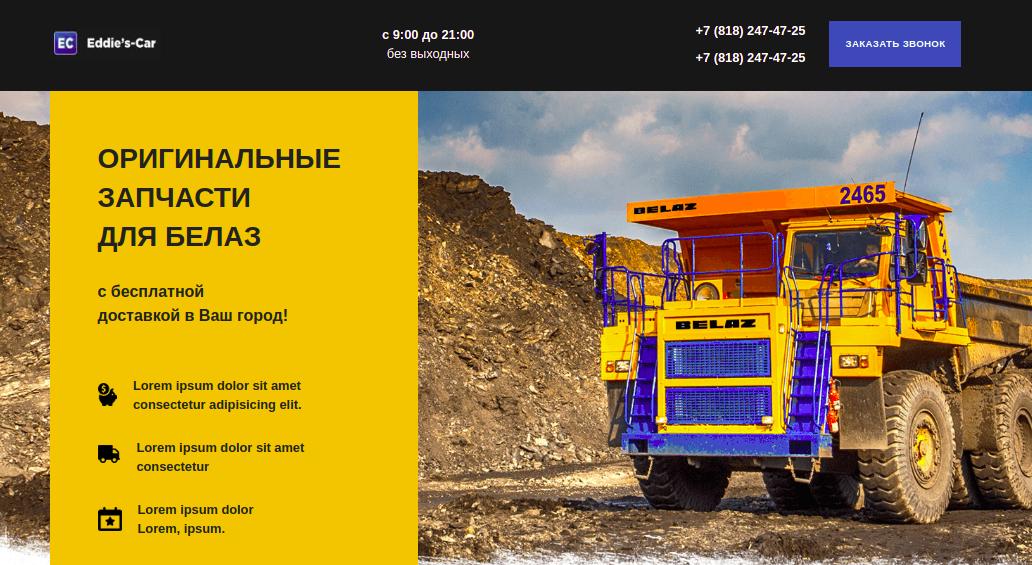 EC Eddie's-Car
с 9:00 до 21:00
без выходных
+7 (818) 247-47-25
+7 (818) 247-47-25
ЗАКАЗАТЬ ЗВОНОК
ОРИГИНАЛЬНЫЕ
ЗАПЧАСТИ
ДЛЯ БЕЛАЗ
с бесплатной
доставкой в Ваш город!
Lorem ipsum dolor sit amet
consectetur adipisicing elit.
Lorem ipsum dolor sit amet
consectetur
Lorem ipsum dolor
Lorem, ipsum.
BELAZ
2465
BELAZ